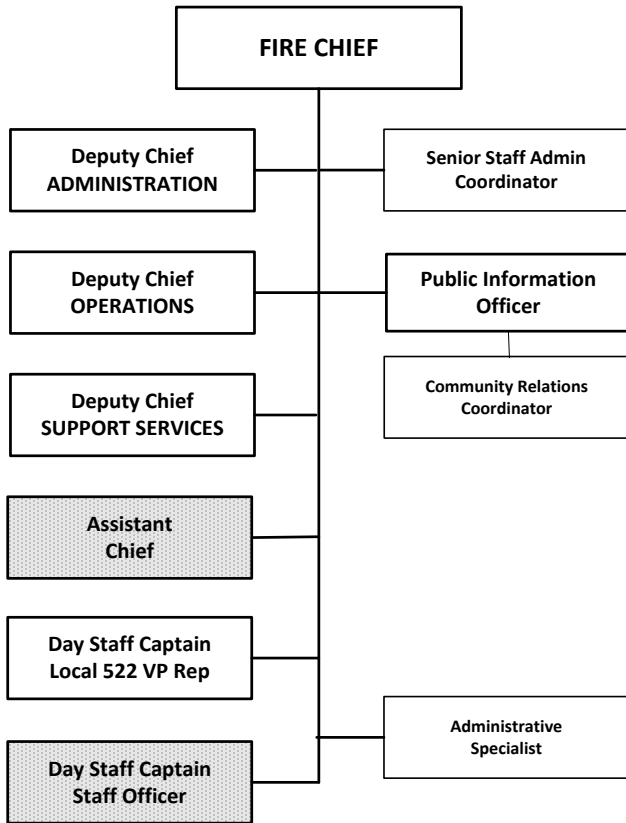 FIRE CHIEF
Deputy Chief
ADMINISTRATION
Senior Staff Admin
Coordinator
Deputy Chief
OPERATIONS
Public Information
Officer
Community Relations
Coordinator
Deputy Chief
SUPPORT SERVICES
Assistant
Chief
Day Staff Captain
Local 522 VP Rep
Administrative
Specialist
Day Staff Captain
Staff Officer